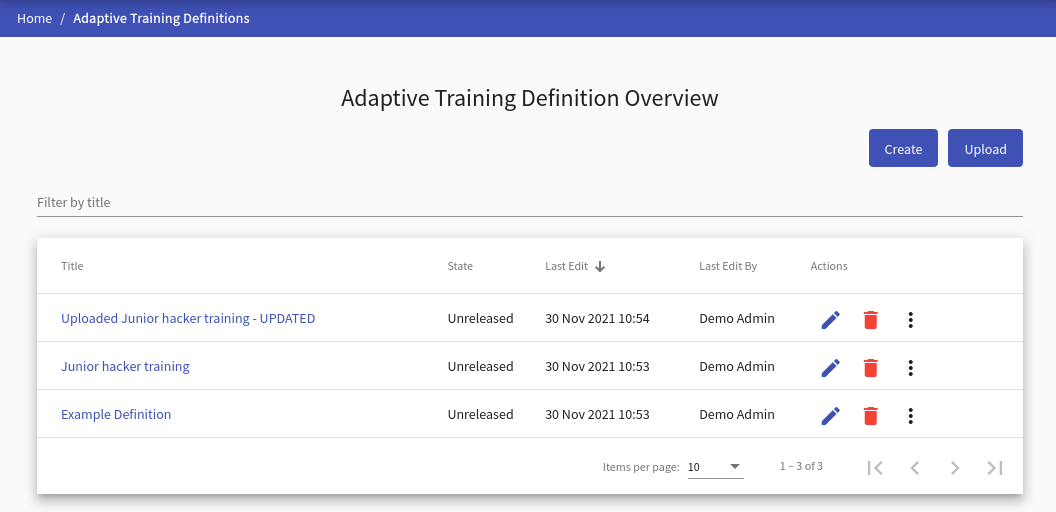 Home / Adaptive Training Definitions
Adaptive Training Definition Overview
Create Upload
Filter by title
Title State Last Edit Last Edit By Actions
Uploaded Junior hacker training - UPDATED Unreleased 30 Nov 2021 10:54 Demo Admin
Junior hacker training Unreleased 30 Nov 2021 10:53 Demo Admin
Example Definition Unreleased 30 Nov 2021 10:53 Demo Admin
Items per page: 10 1 – 3 of 3